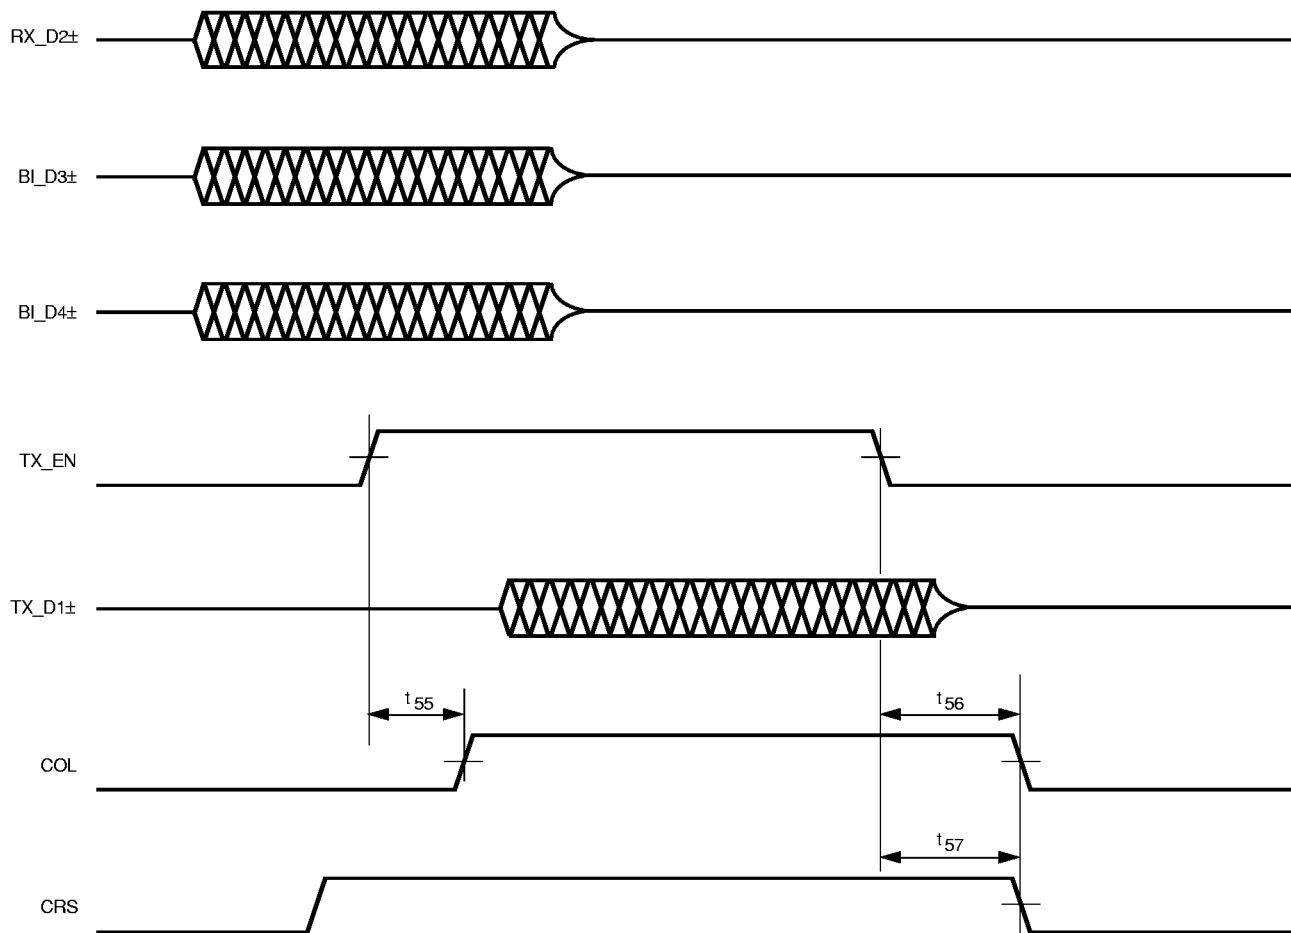 RX_D2±
BI_D3±
BI_D4±
TX_EN
TX_D1±
t55
t56
COL
t57
CRS